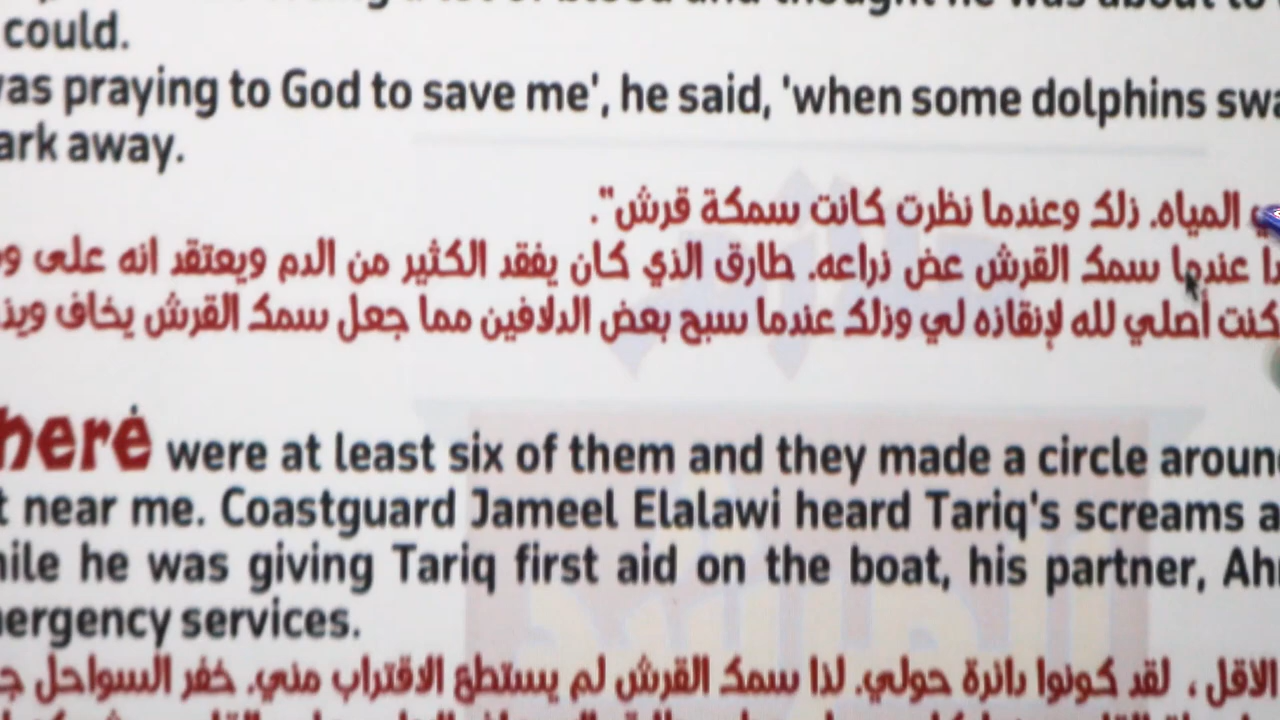 could.
was praying to God to save me', he said, 'when some dolphins
ark away.
المياه. ذلك وعندما نظرت كانت سمكة قرش".
عندما سمك القرش عض ذراعه. طارق الذي كان يفقد الكثير من الدم ويعتقد انه على
كنت أصلي لله لإنقاذه لي وذلك عندما سبح بعض الدلافين مما جعل سمك القرش يخاف
here were at least six of them and they made a circle aroun
t near me. Coastguard Jameel Elalawi heard Tariq's screams a
ile he was giving Tariq first aid on the boat, his partner, Ah
ergency services.
الاقل ، لقد كونوا دائرة حولي. لذا سمك القرش لم يستطع الاقتراب مني. خفر السواحل